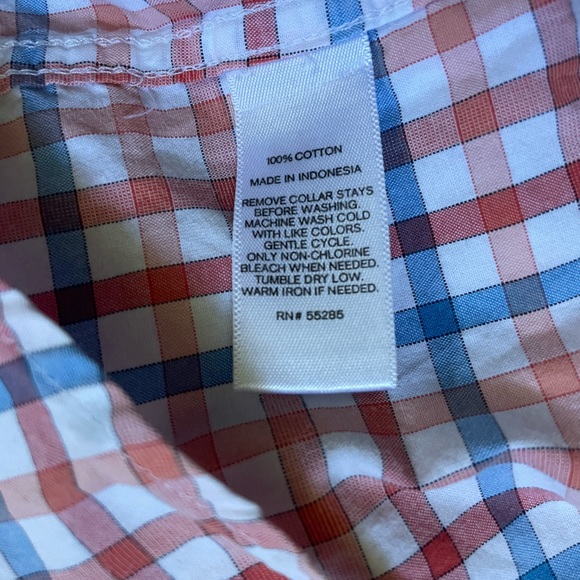 100% COTTON
MADE IN INDONESIA
REMOVE COLLAR STAYS
BEFORE WASHING.
MACHINE WASH COLD
WITH LIKE COLORS.
GENTLE CYCLE.
ONLY NON-CHLORINE
BLEACH WHEN NEEDED.
TUMBLE DRY LOW.
WARM IRON IF NEEDED.
RN# 55285